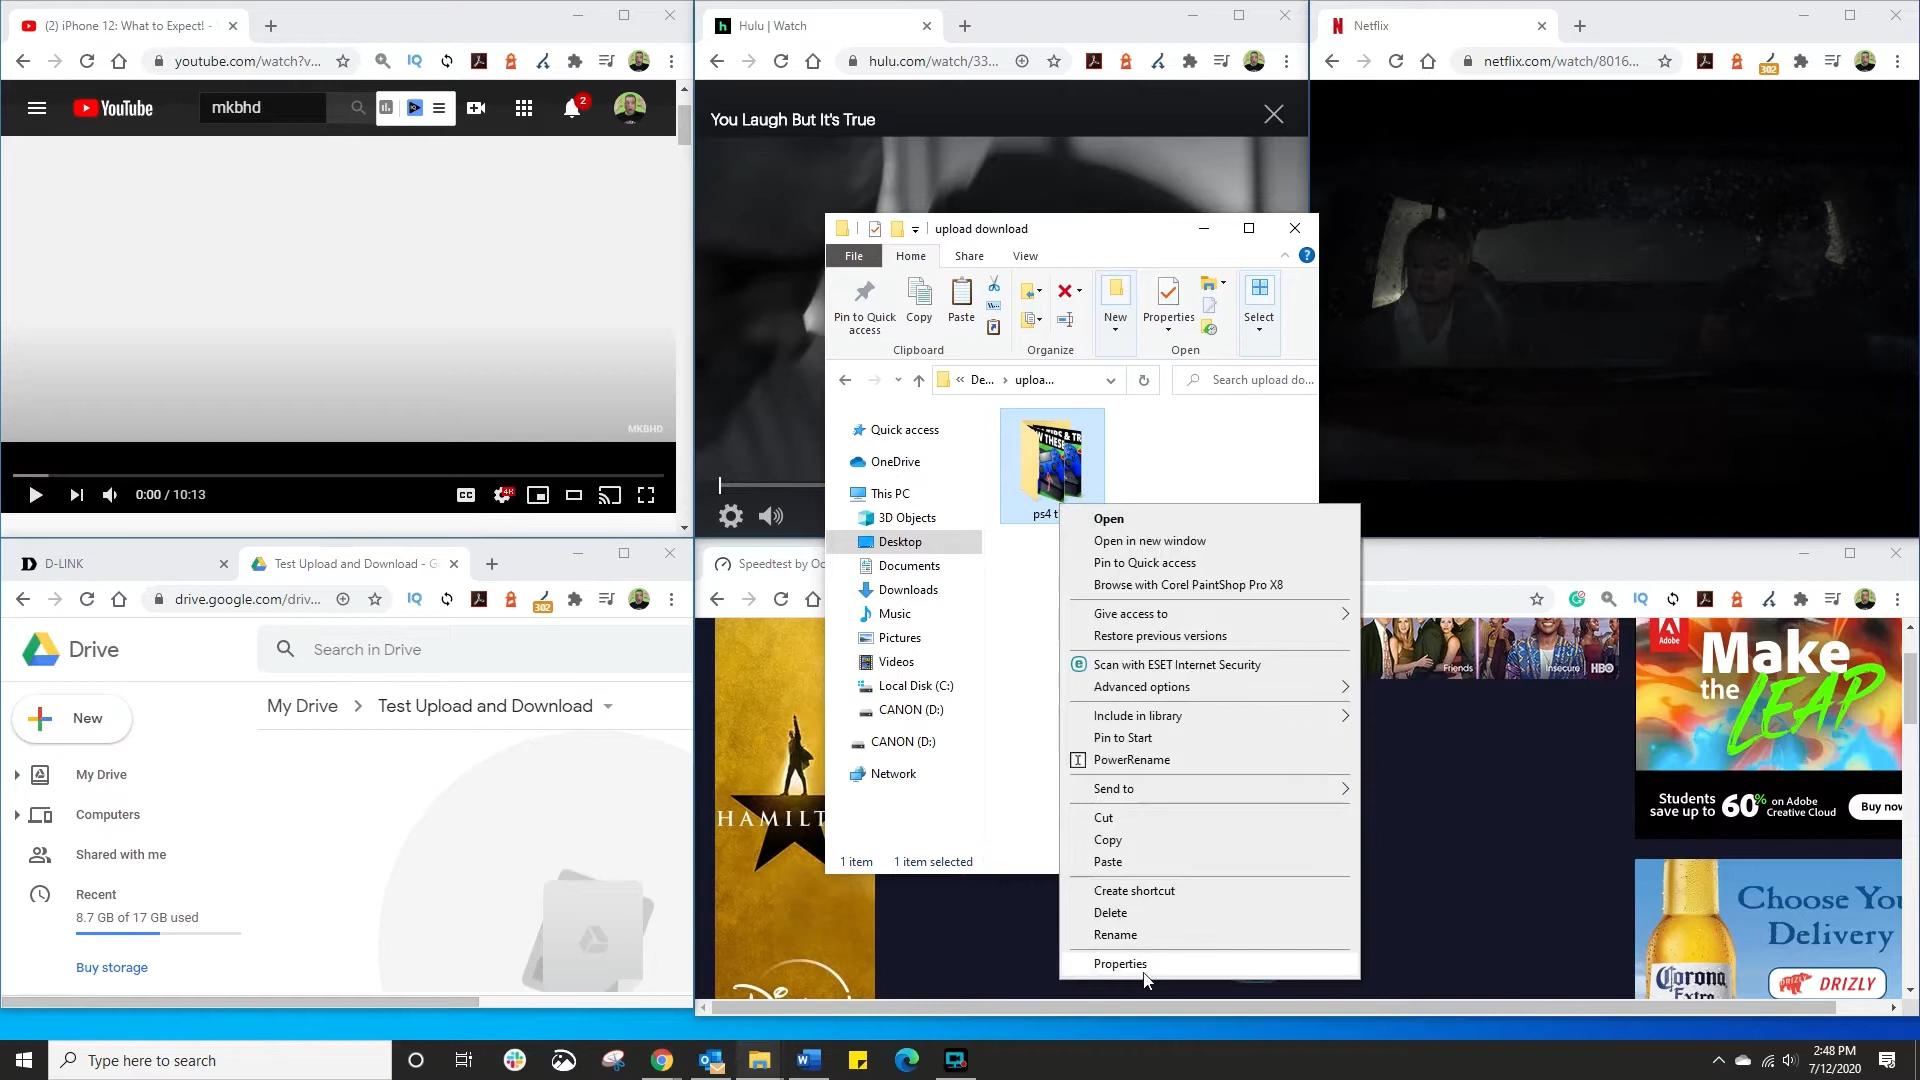 (2) iPhone 12: What to Expect! -
youtube.com/watch?v...
YouTube
mkbhd
2
MKBHD
0:00 / 10:13
CC
4K
Hulu | Watch
hulu.com/watch/33...
You Laugh But It's True
Netflix
netflix.com/watch/8016...
302
upload download
File
Home
Share
View
Pin to Quick
access
Copy
Paste
Clipboard
Organize
New
Properties
Open
Select
De...
uploa...
Search upload do...
Quick access
OneDrive
This PC
3D Objects
Desktop
Documents
Downloads
Music
Pictures
Videos
Local Disk (C:)
CANON (D:)
CANON (D:)
Network
ps4 t
1 item
1 item selected
Open
Open in new window
Pin to Quick access
Browse with Corel PaintShop Pro X8
Give access to
Restore previous versions
Scan with ESET Internet Security
Advanced options
Include in library
Pin to Start
PowerRename
Send to
Cut
Copy
Paste
Create shortcut
Delete
Rename
Properties
D-LINK
Test Upload and Download - G
drive.google.com/driv...
302
Drive
Search in Drive
New
My Drive
Test Upload and Download
My Drive
Computers
Shared with me
Recent
8.7 GB of 17 GB used
Buy storage
Speedtest by Oo
HAMILT
Friends
Insecure
HBO
Adobe
Make
the LEAP
Students
save up to 60% on Adobe
Creative Cloud
Buy now
Choose You
Delivery
Corona
Extra
DRIZLY
Type here to search
2:48 PM
7/12/2020